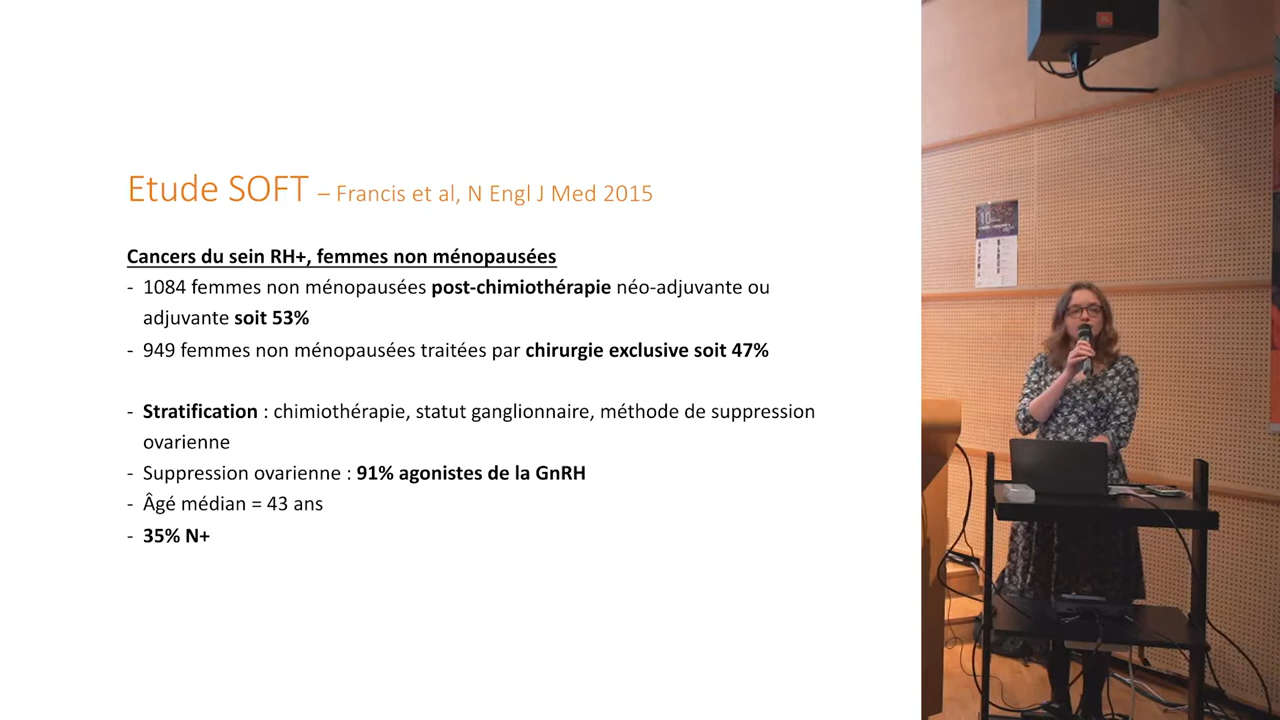 Etude SOFT – Francis et al, N Engl J Med 2015
Cancers du sein RH+, femmes non ménopausées
- 1084 femmes non ménopausées post-chimiothérapie néo-adjuvante ou
adjuvante soit 53%
- 949 femmes non ménopausées traitées par chirurgie exclusive soit 47%
- Stratification : chimiothérapie, statut ganglionnaire, méthode de suppression
ovarienne
- Suppression ovarienne : 91% agonistes de la GnRH
- Âgé médian = 43 ans
- 35% N+
JBL
10